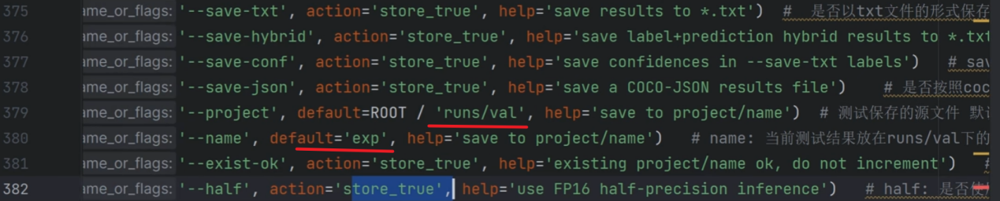 375 ame_or_flags: '--save-txt', action='store_true', help='save results to *.txt') # 是否以txt文件的形式保存
376 ame_or_flags: '--save-hybrid', action='store_true', help='save label+prediction hybrid results to *.txt
377 ame_or_flags: '--save-conf', action='store_true', help='save confidences in --save-txt labels') # sav
378 ame_or_flags: '--save-json', action='store_true', help='save a COCO-JSON results file') # 是否按照coc
379 ame_or_flags: '--project', default=ROOT / 'runs/val', help='save to project/name') # 测试保存的源文件 默认
380 ame_or_flags: '--name', default='exp', help='save to project/name') # name: 当前测试结果放在runs/val下的
381 ame_or_flags: '--exist-ok', action='store_true', help='existing project/name ok, do not increment') #
382 ame_or_flags: '--half', action='store_true', help='use FP16 half-precision inference') # half: 是否使